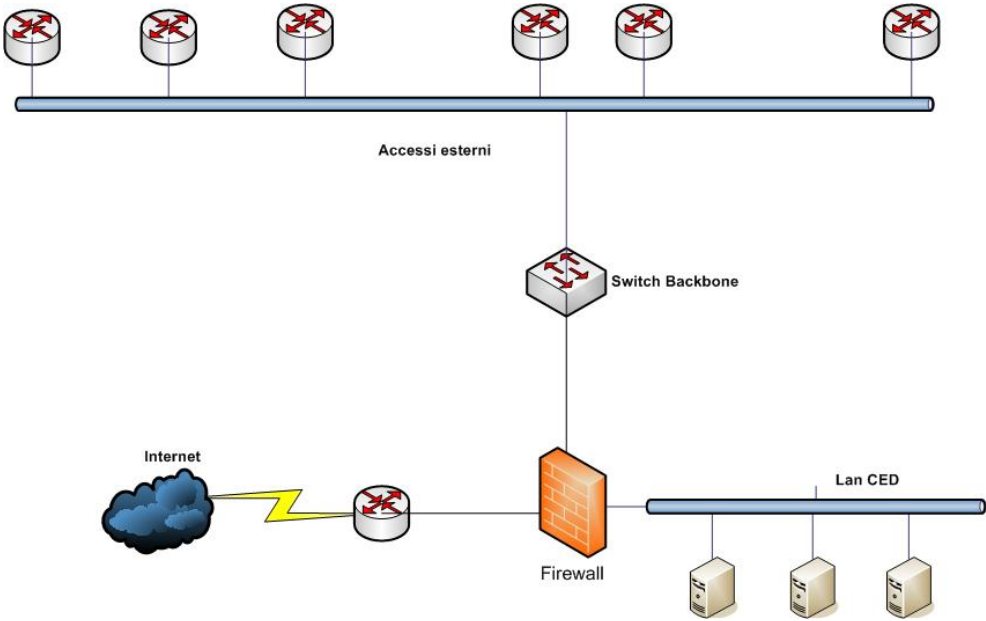 Accessi esterni
Switch Backbone
Internet
Lan CED
Firewall